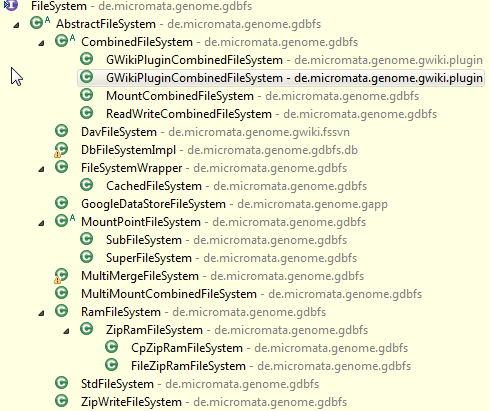 FileSystem - de.micromata.genome.gdbfs
AbstractFileSystem - de.micromata.genome.gdbfs
CombinedFileSystem - de.micromata.genome.gdbfs
GWikiPluginCombinedFileSystem - de.micromata.genome.gwiki.plugin
GWikiPluginCombinedFileSystem - de.micromata.genome.gwiki.plugin
MountCombinedFileSystem - de.micromata.genome.gdbfs
ReadWriteCombinedFileSystem - de.micromata.genome.gdbfs
DavFileSystem - de.micromata.genome.gwiki.fssvn
DbFileSystemImpl - de.micromata.genome.gdbfs.db
FileSystemWrapper - de.micromata.genome.gdbfs
CachedFileSystem - de.micromata.genome.gdbfs
GoogleDataStoreFileSystem - de.micromata.genome.gapp
MountPointFileSystem - de.micromata.genome.gdbfs
SubFileSystem - de.micromata.genome.gdbfs
SuperFileSystem - de.micromata.genome.gdbfs
MultiMergeFileSystem - de.micromata.genome.gdbfs
MultiMountCombinedFileSystem - de.micromata.genome.gdbfs
RamFileSystem - de.micromata.genome.gdbfs
ZipRamFileSystem - de.micromata.genome.gdbfs
CpZipRamFileSystem - de.micromata.genome.gdbfs
FileZipRamFileSystem - de.micromata.genome.gdbfs
StdFileSystem - de.micromata.genome.gdbfs
ZipWriteFileSystem - de.micromata.genome.gdbfs